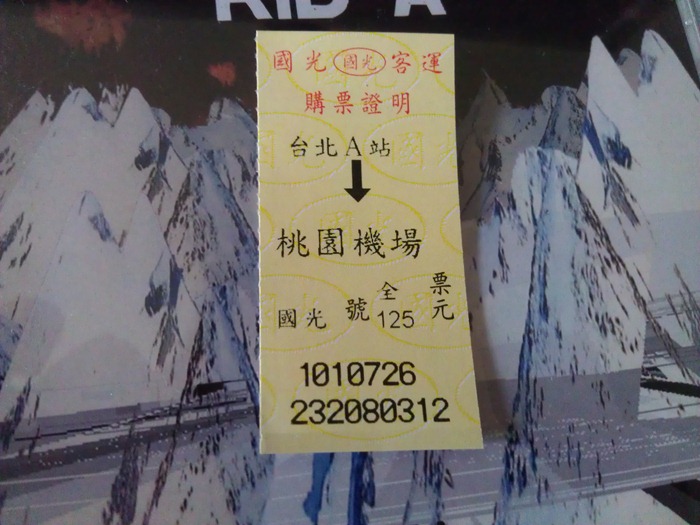 KID A
國光 國光 客運
購票證明
台北A站
桃園機場
國光號 全票
125元
1010726
232080312